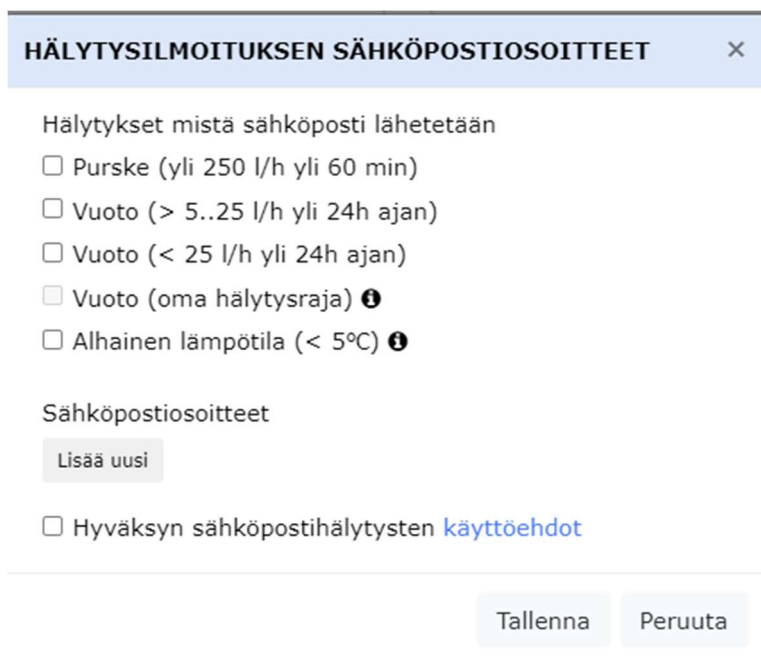 HÄLYTYSILMOITUKSEN SÄHKÖPOSTIOSOITTEET ×
Hälytykset mistä sähköposti lähetetään
Purske (yli 250 l/h yli 60 min)
Vuoto (> 5..25 l/h yli 24h ajan)
Vuoto (< 25 l/h yli 24h ajan)
Vuoto (oma hälytysraja)
Alhainen lämpötila (< 5ºC)
Sähköpostiosoitteet
Lisää uusi
Hyväksyn sähköpostihälytysten käyttöehdot
Tallenna Peruuta